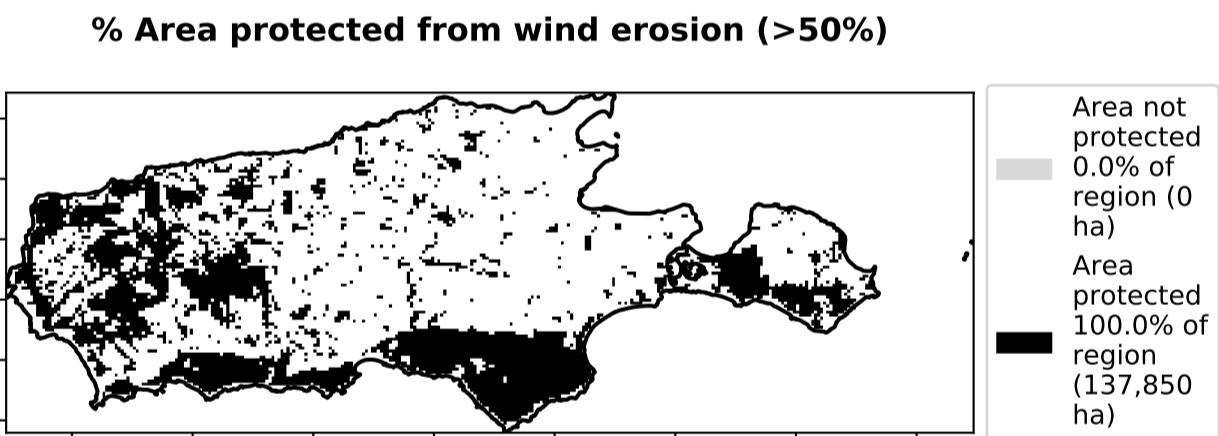 % Area protected from wind erosion (>50%)
Area not
protected
0.0% of
region (0
ha)
Area
protected
100.0% of
region
(137,850
ha)